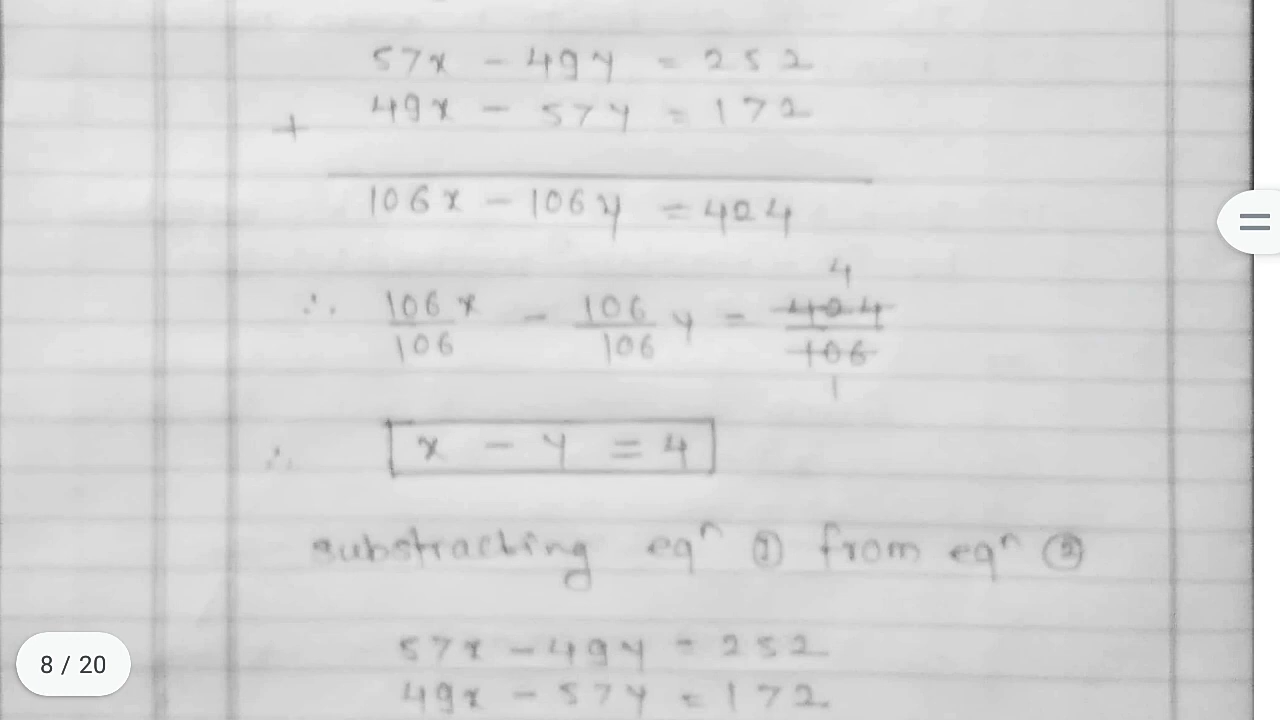 57x - 49y = 252
+ 49x - 57y = 172
106x - 106y = 424
4
∴ 106x/106 - 106/106 y = 424/106
1
∴ x - y = 4
substracting eqⁿ ① from eqⁿ ②
57x - 49y = 252
8 / 20
49x - 57y = 172